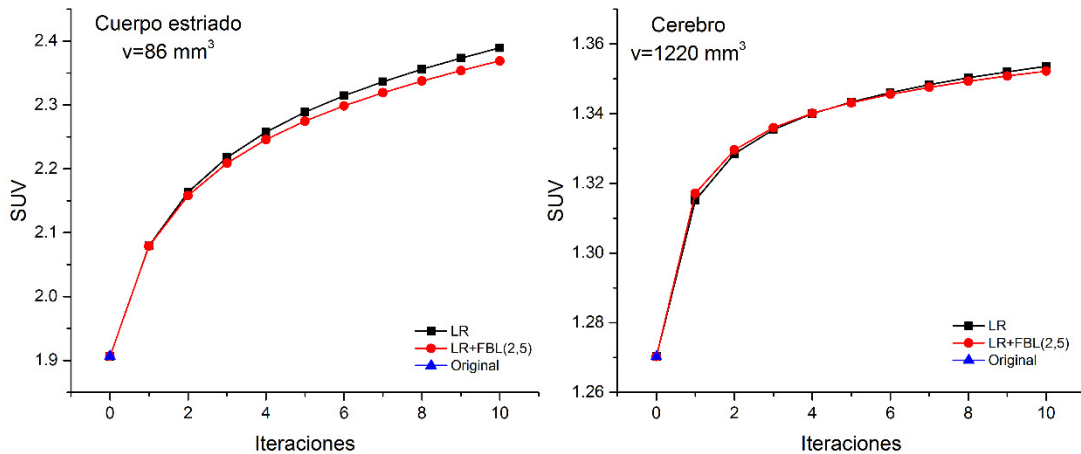 Cuerpo estriado
v=86 mm³
SUV
2.4
2.3
2.2
2.1
2.0
1.9
0 2 4 6 8 10
Iteraciones
LR
LR+FBL(2,5)
Original
Cerebro
v=1220 mm³
SUV
1.36
1.34
1.32
1.30
1.28
1.26
0 2 4 6 8 10
Iteraciones
LR
LR+FBL(2,5)
Original